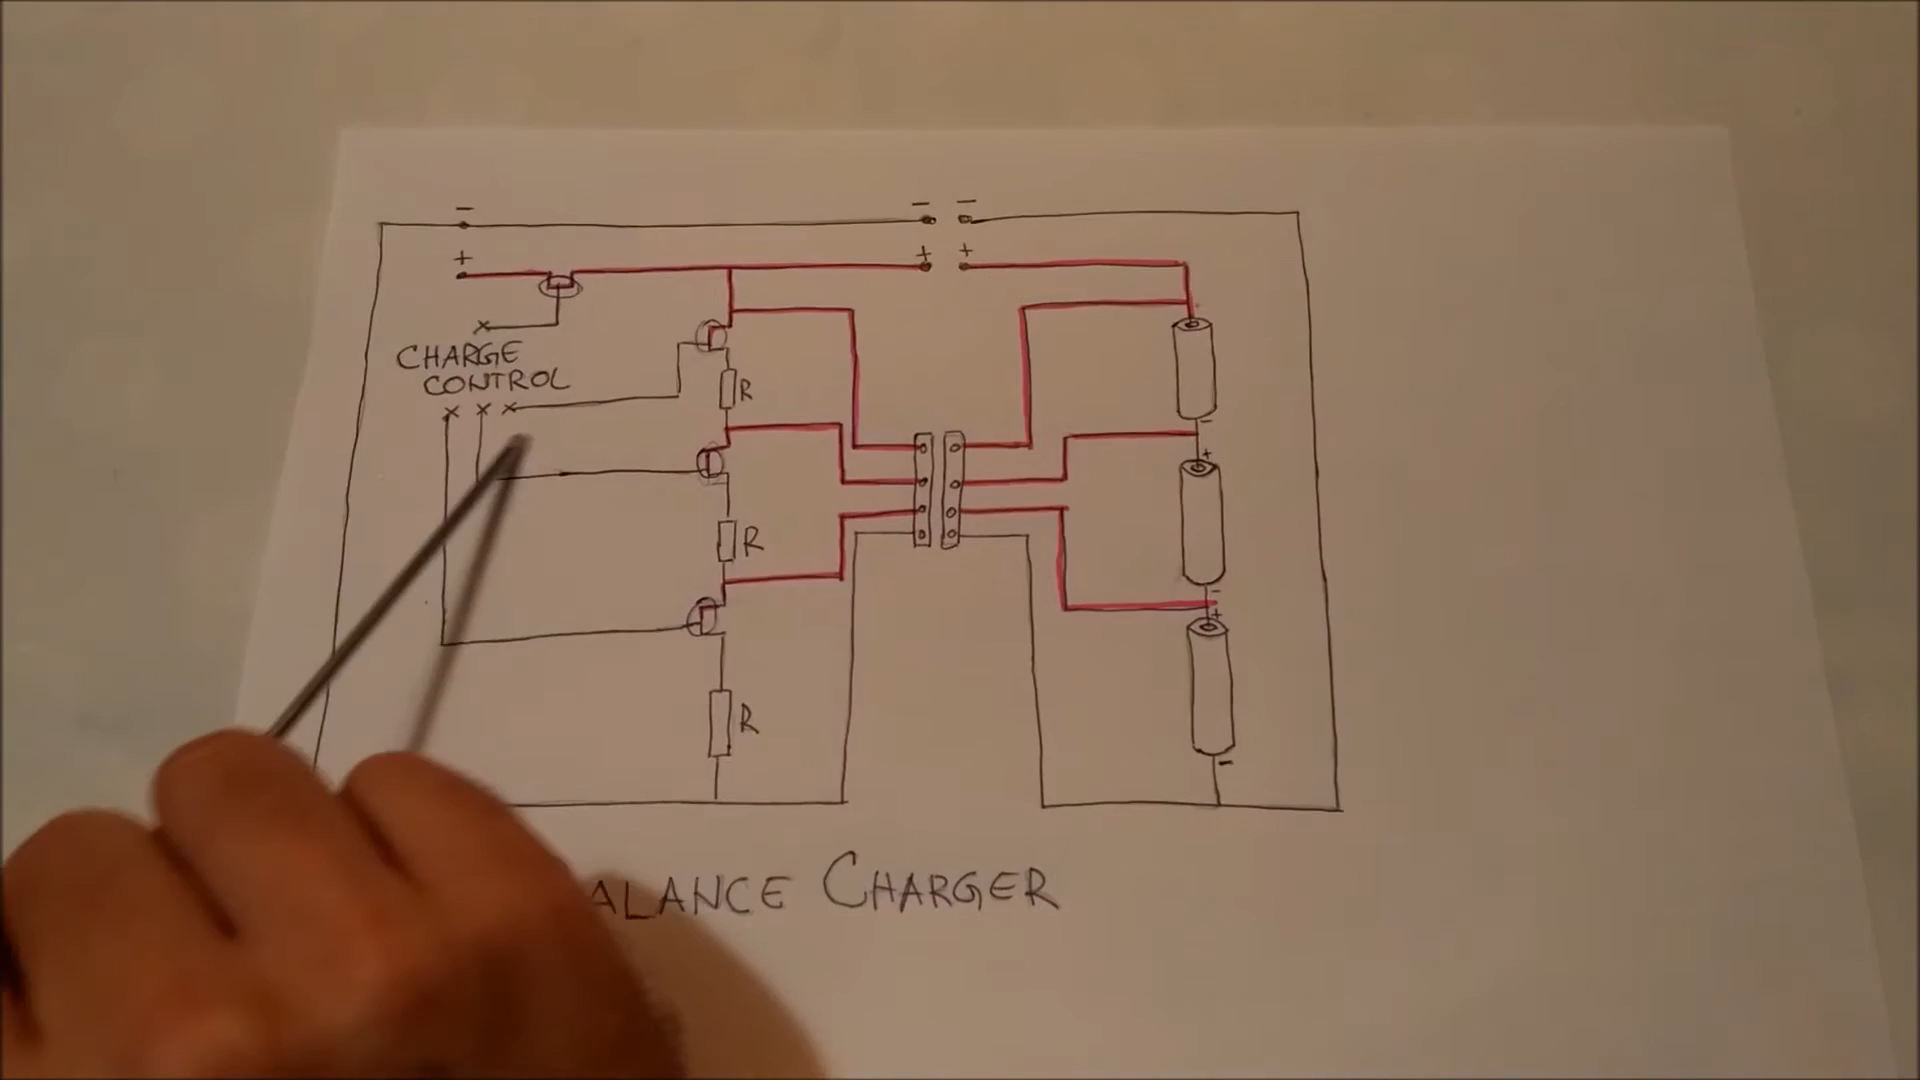 - - -
+ + +
CHARGE
CONTROL
R
+
R
-
+
R
-
ALANCE CHARGER